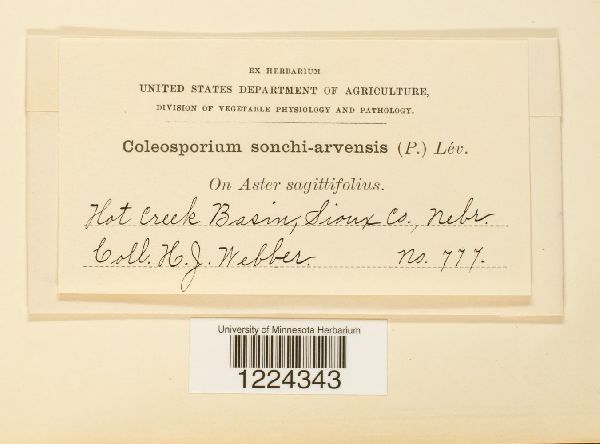 EX HERBARIUM
UNITED STATES DEPARTMENT OF AGRICULTURE,
DIVISION OF VEGETABLE PHYSIOLOGY AND PATHOLOGY.
Coleosporium sonchi-arvensis (P.) Lév.
On Aster sagittifolius.
Hot Creek Basin, Sioux Co., Nebr.
Coll. H. J. Webber. No. 777.
University of Minnesota Herbarium
1224343